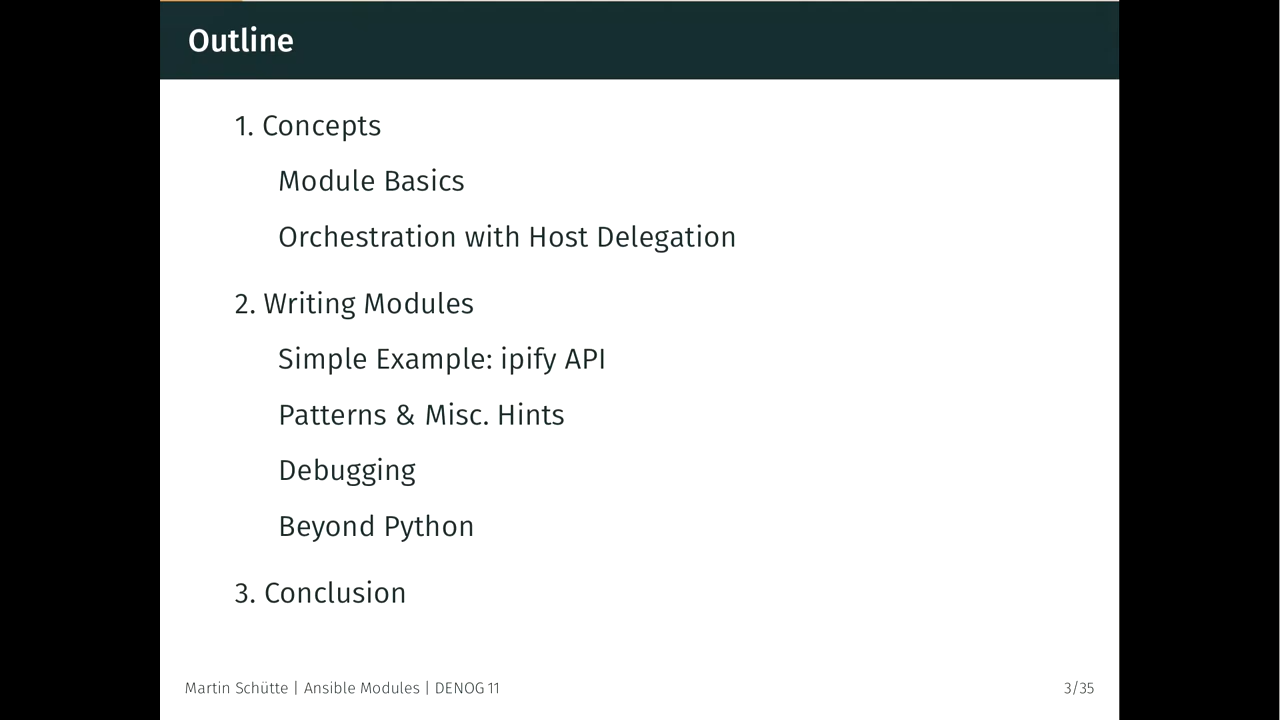 Outline
1. Concepts
Module Basics
Orchestration with Host Delegation
2. Writing Modules
Simple Example: ipify API
Patterns & Misc. Hints
Debugging
Beyond Python
3. Conclusion
Martin Schütte | Ansible Modules | DENOG 11 3/35